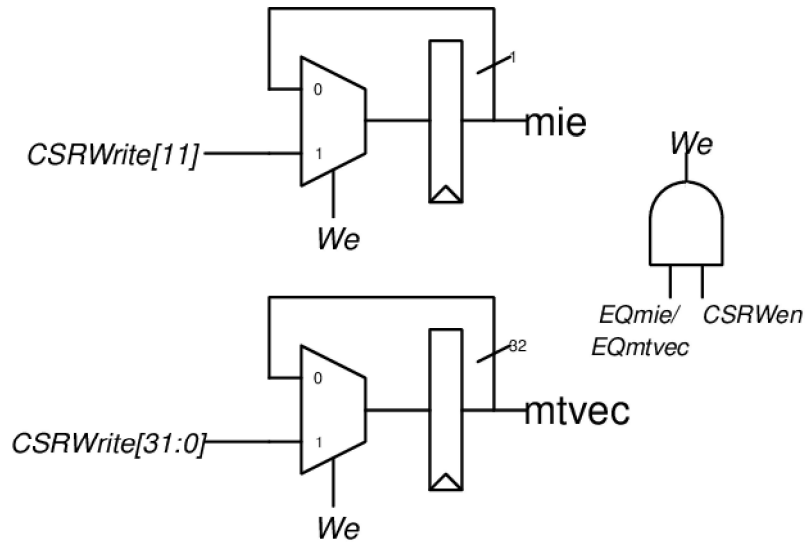 1
0
mie
CSRWrite[11]
1
We
We
EQmie/
EQmtvec
CSRWen
32
0
mtvec
CSRWrite[31:0]
1
We